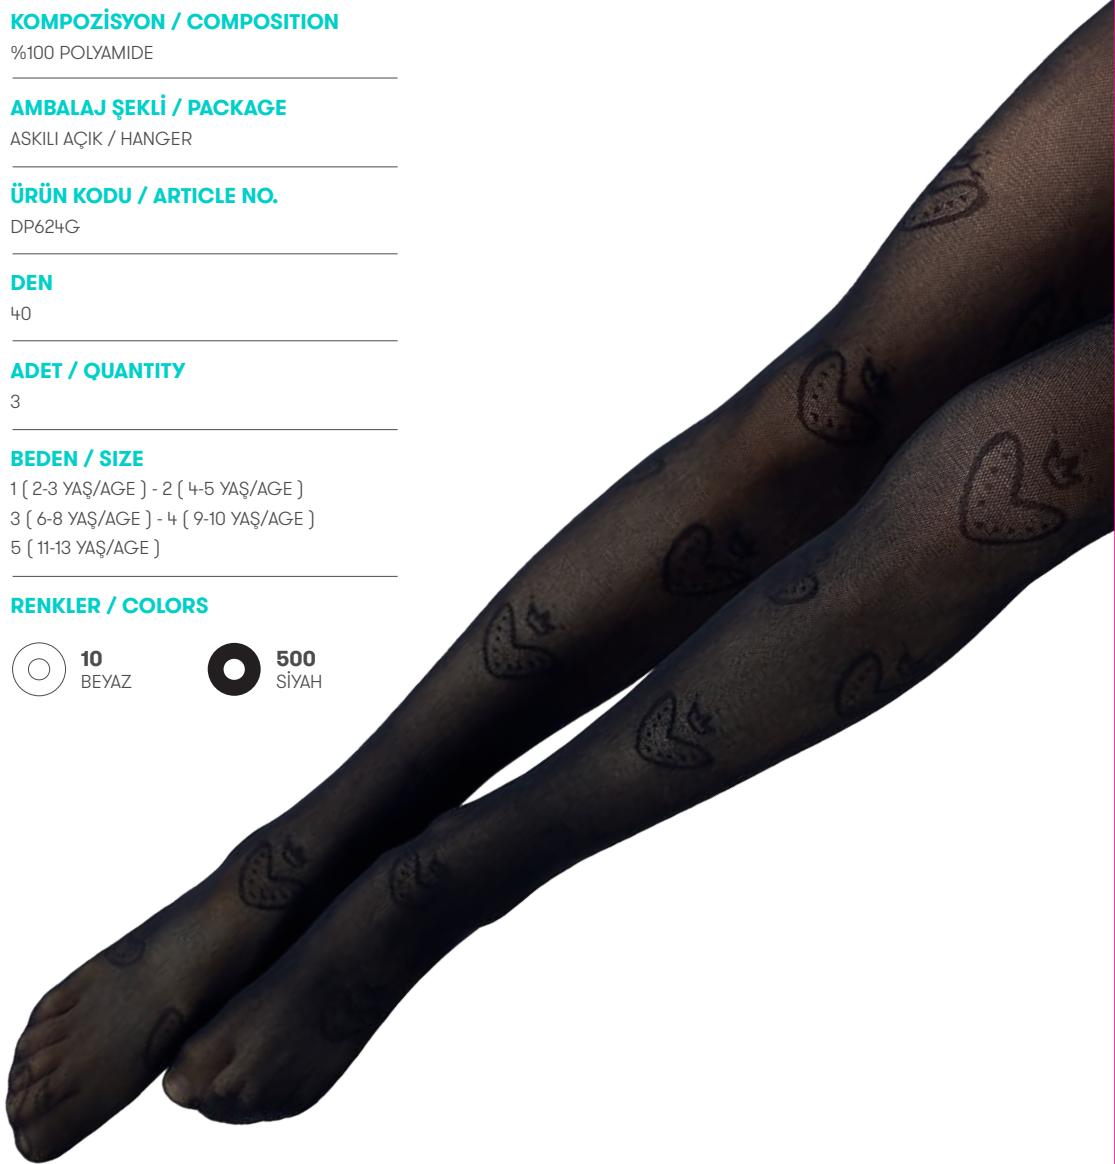 KOMPOZİSYON / COMPOSITION
%100 POLYAMIDE
AMBALAJ ŞEKLİ / PACKAGE
ASKILI AÇIK / HANGER
ÜRÜN KODU / ARTICLE NO.
DP624G
DEN
40
ADET / QUANTITY
3
BEDEN / SIZE
1 ( 2-3 YAŞ/AGE ) - 2 ( 4-5 YAŞ/AGE )
3 ( 6-8 YAŞ/AGE ) - 4 ( 9-10 YAŞ/AGE )
5 ( 11-13 YAŞ/AGE )
RENKLER / COLORS
10
BEYAZ
500
SİYAH